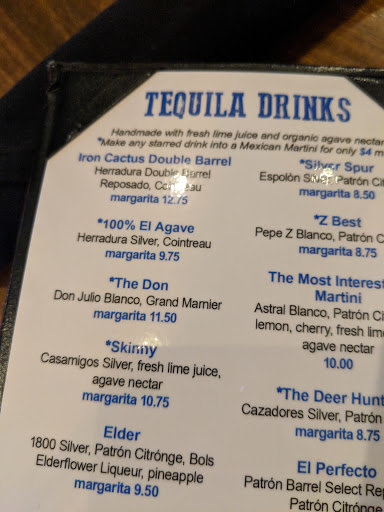 TEQUILA DRINKS
Handmade with fresh lime juice and organic agave nectar
*Make any starred drink into a Mexican Martini for only $4
Iron Cactus Double Barrel
Herradura Double Barrel
Reposado, Cointreau
margarita 12.75
*100% El Agave
Herradura Silver, Cointreau
margarita 9.75
*The Don
Don Julio Blanco, Grand Marnier
margarita 11.50
*Skinny
Casamigos Silver, fresh lime juice,
agave nectar
margarita 10.75
Elder
1800 Silver, Patrón Citrónge, Bols
Elderflower Liqueur, pineapple
margarita 9.50
*Silver Spur
Espolòn Silver, Patrón
margarita 8.50
*Z Best
Pepe Z Blanco, Patrón
margarita 8.75
The Most
Martini
Astral Blanco, Patrón
lemon, cherry, fresh
agave nectar
10.00
*The Deer
Cazadores Silver, Patrón
margarita 8.75
El Perfecto
Patrón Barrel Select
Patrón Citrónge